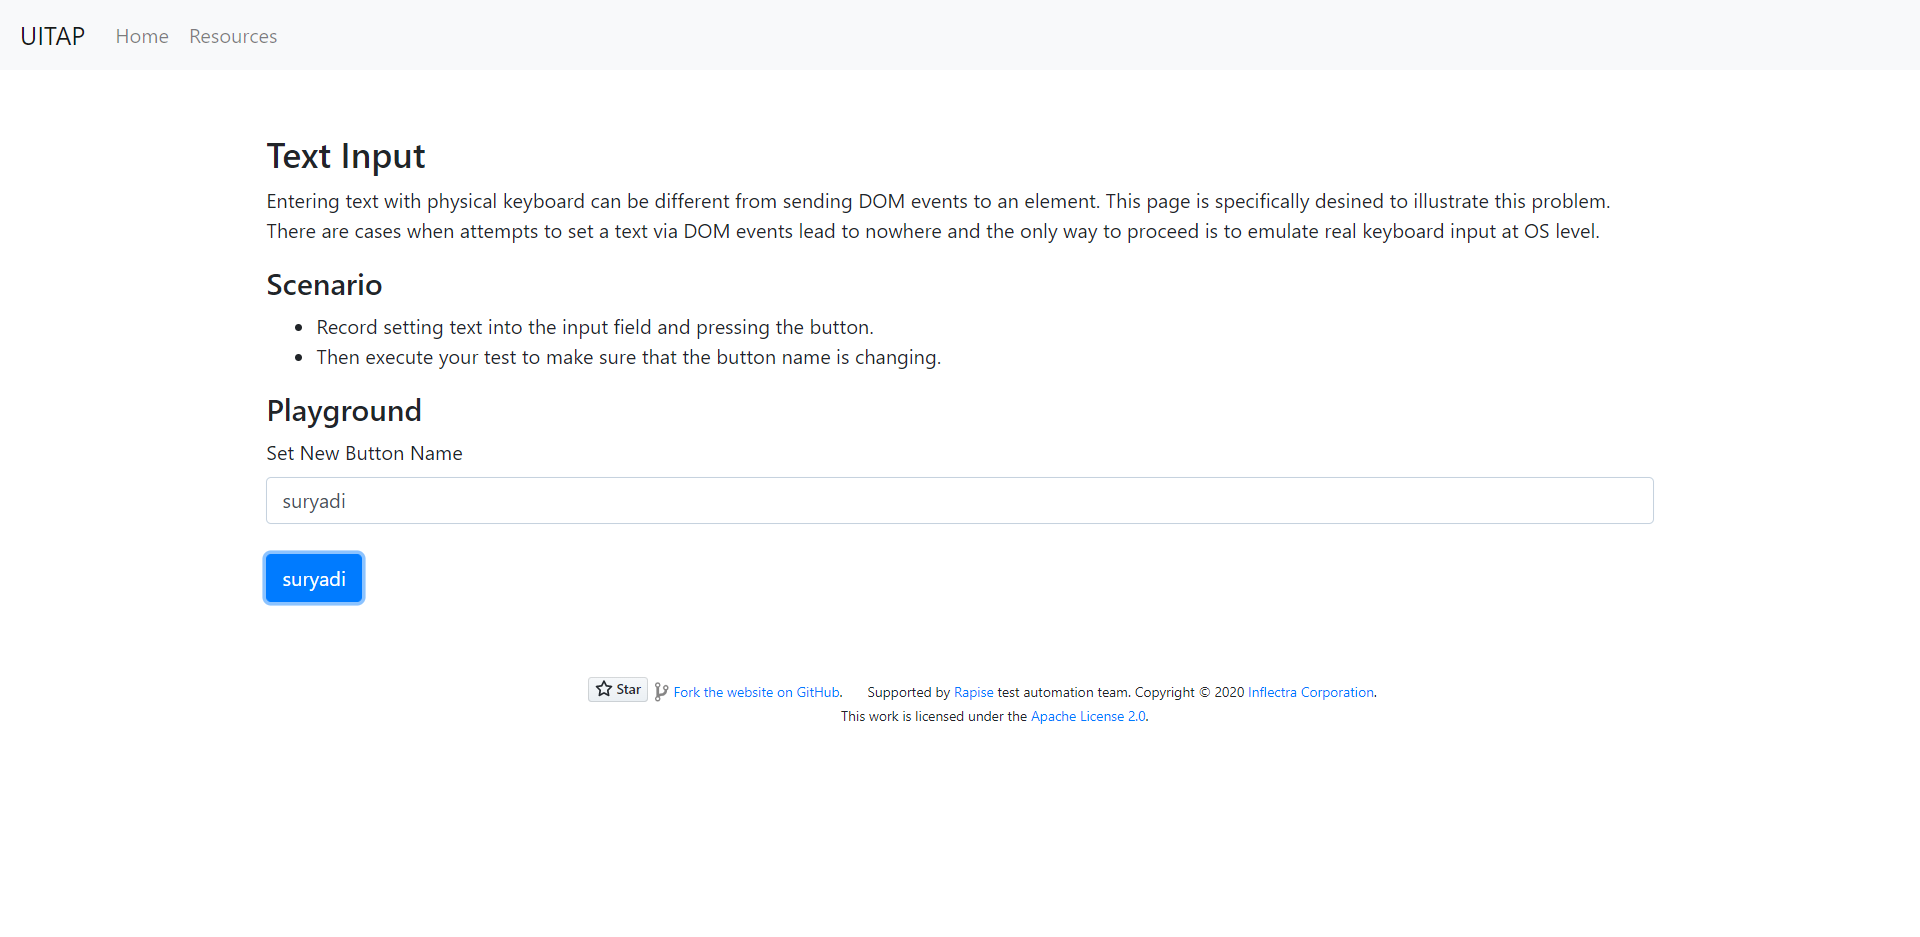 UITAP Home Resources
Text Input
Entering text with physical keyboard can be different from sending DOM events to an element. This page is specifically desined to illustrate this problem.
There are cases when attempts to set a text via DOM events lead to nowhere and the only way to proceed is to emulate real keyboard input at OS level.
Scenario
• Record setting text into the input field and pressing the button.
• Then execute your test to make sure that the button name is changing.
Playground
Set New Button Name
suryadi
suryadi
Star Fork the website on GitHub. Supported by Rapise test automation team. Copyright © 2020 Inflectra Corporation.
This work is licensed under the Apache License 2.0.